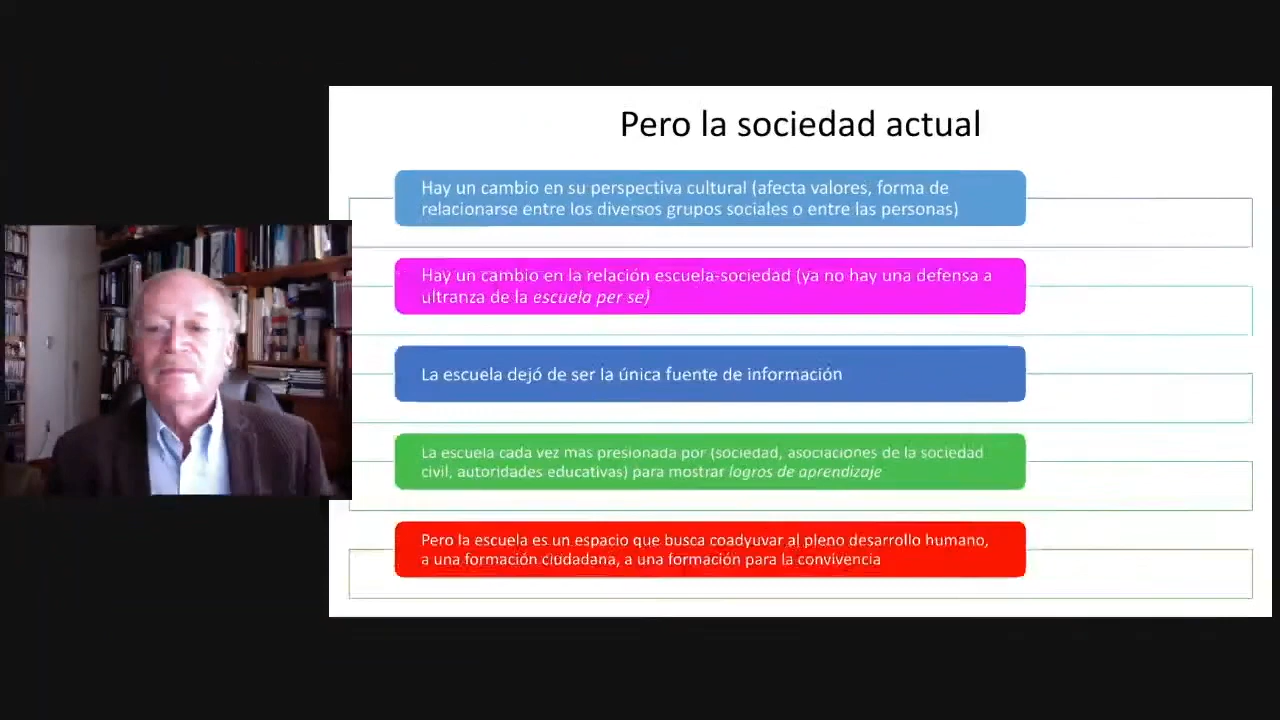 Pero la sociedad actual
Hay un cambio en su perspectiva cultural (afecta valores, forma de
relacionarse entre los diversos grupos sociales o entre las personas)
Hay un cambio en la relación escuela-sociedad (ya no hay una defensa a
ultranza de la escuela per se)
La escuela dejó de ser la única fuente de información
La escuela cada vez mas presionada por (sociedad, asociaciones de la sociedad
civil, autoridades educativas) para mostrar logros de aprendizaje
Pero la escuela es un espacio que busca coadyuvar al pleno desarrollo humano,
a una formación ciudadana, a una formación para la convivencia